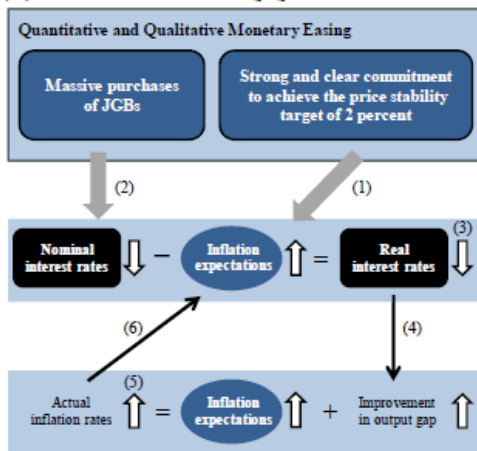 Quantitative and Qualitative Monetary Easing
Massive purchases
of JGBs
Strong and clear commitment
to achieve the price stability
target of 2 percent
(2)
(1)
(3)
Nominal
interest rates
−
Inflation
expectations
=
Real
interest rates
(6)
(4)
(5)
Actual
inflation rates
=
Inflation
expectations
+
Improvement
in output gap